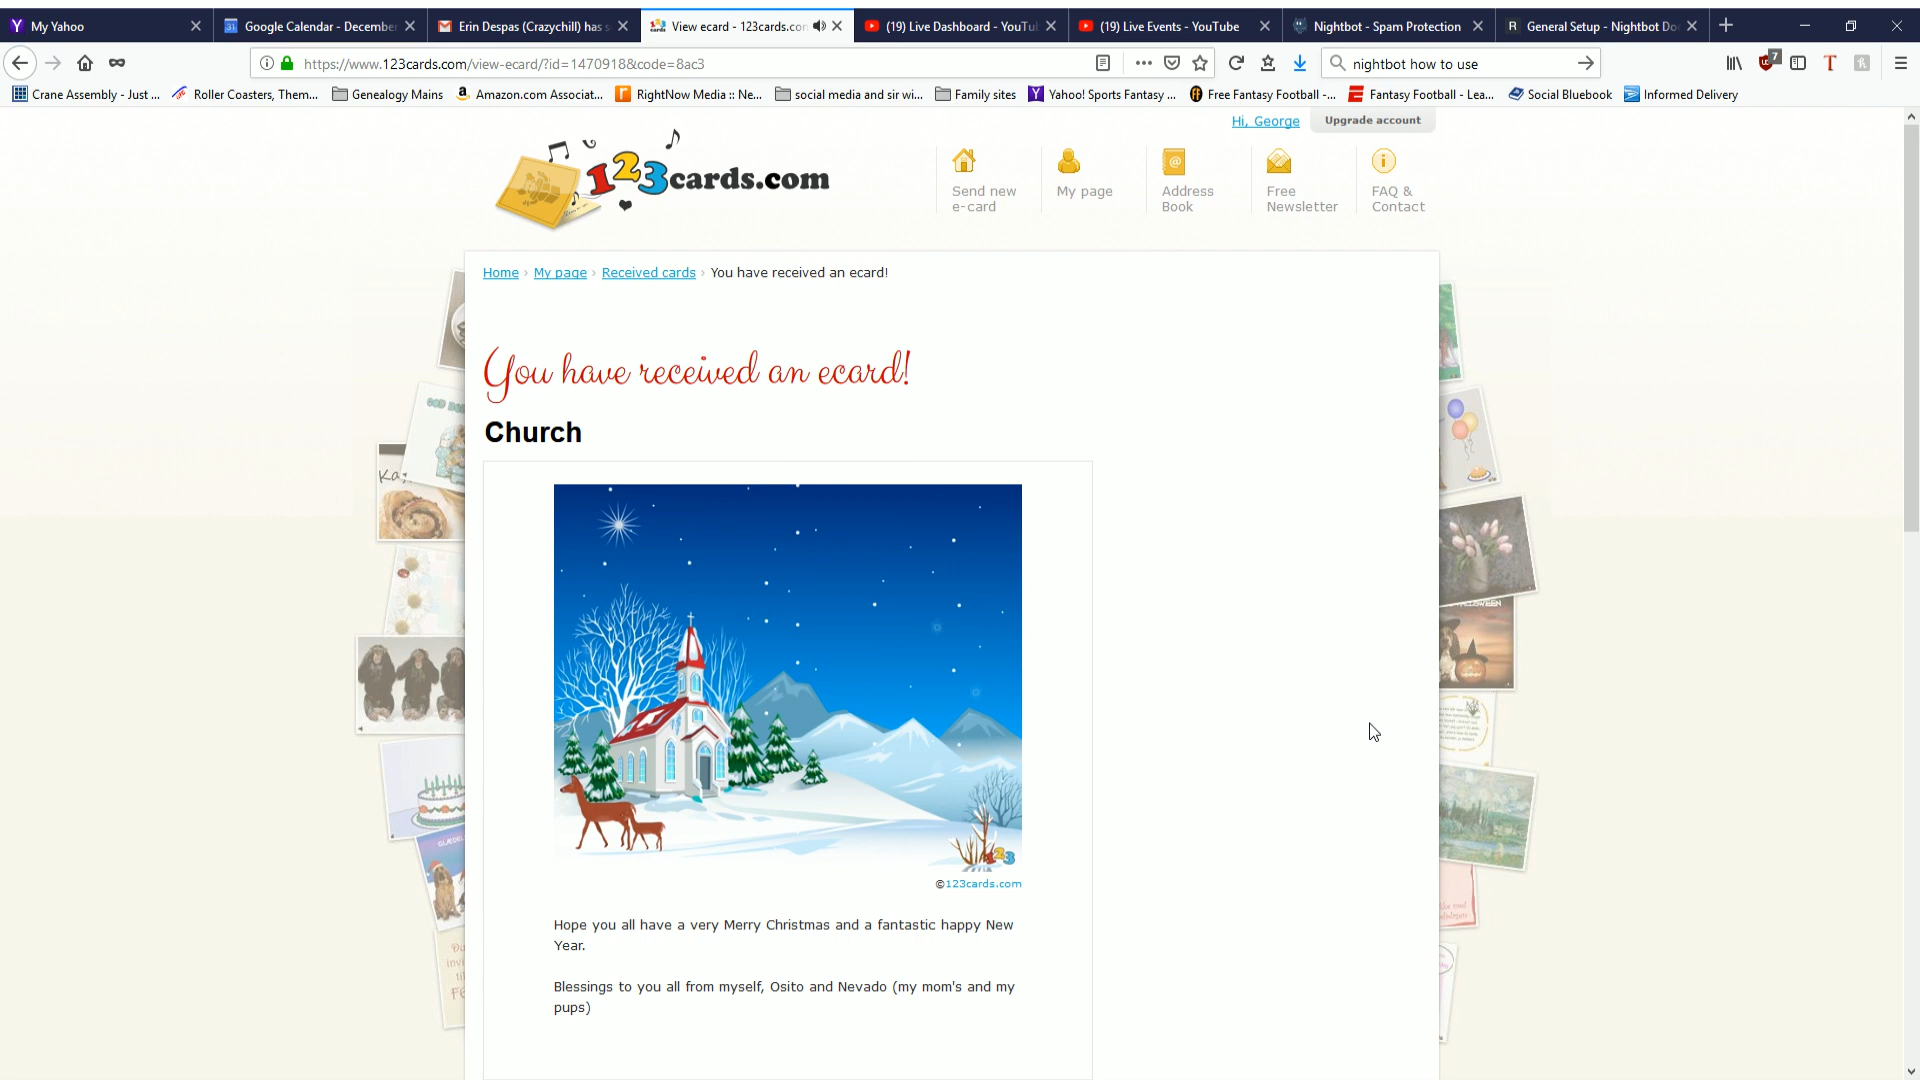 My Yahoo
Google Calendar - December
Erin Despas (Crazychill) has s
View ecard - 123cards.com
(19) Live Dashboard - YouTu
(19) Live Events - YouTube
Nightbot - Spam Protection
General Setup - Nightbot Do
https://www.123cards.com/view-ecard/?id=1470918&code=8ac3
nightbot how to use
7
Crane Assembly - Just ...
Roller Coasters, Them...
Genealogy Mains
Amazon.com Associat...
RightNow Media :: Ne...
social media and sir wi...
Family sites
Yahoo! Sports Fantasy ...
Free Fantasy Football -...
Fantasy Football - Lea...
Social Bluebook
Informed Delivery
Hi, George
Upgrade account
123cards.com
Send new
e-card
My page
Address
Book
Free
Newsletter
FAQ &
Contact
Home › My page › Received cards › You have received an ecard!
You have received an ecard!
Church
123
©123cards.com
Hope you all have a very Merry Christmas and a fantastic happy New
Year.
Blessings to you all from myself, Osito and Nevado (my mom's and my
pups)